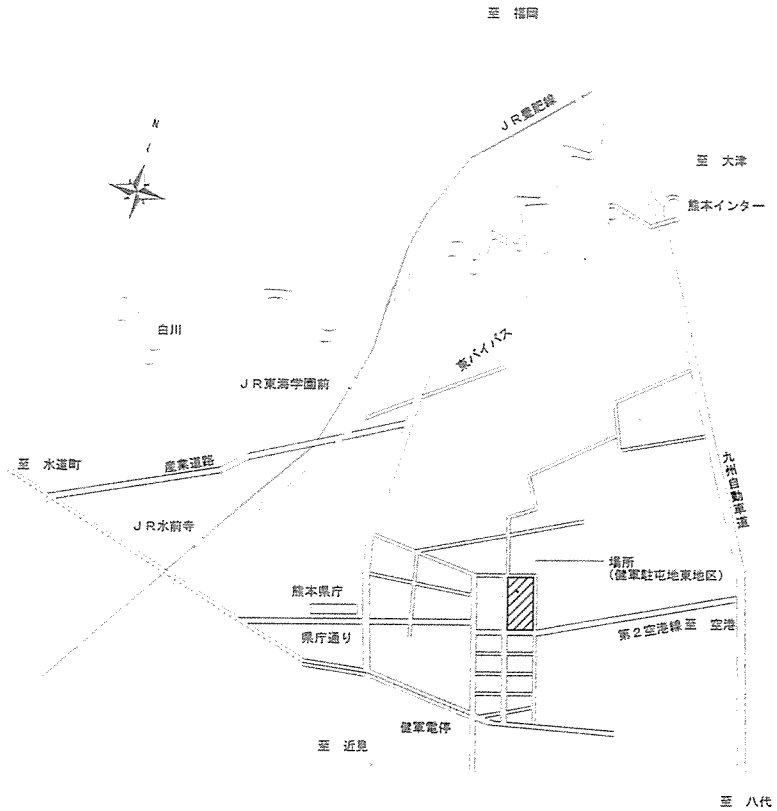 至 福岡
JR豊肥線
N
至 大津
熊本インター
白川
東バイパス
JR東海学園前
至 水道町
産業道路
九州自動車道
JR水前寺
場所
(健軍駐屯地東地区)
熊本県庁
県庁通り
第2空港線 至 空港
健軍電停
至 近見
至 八代